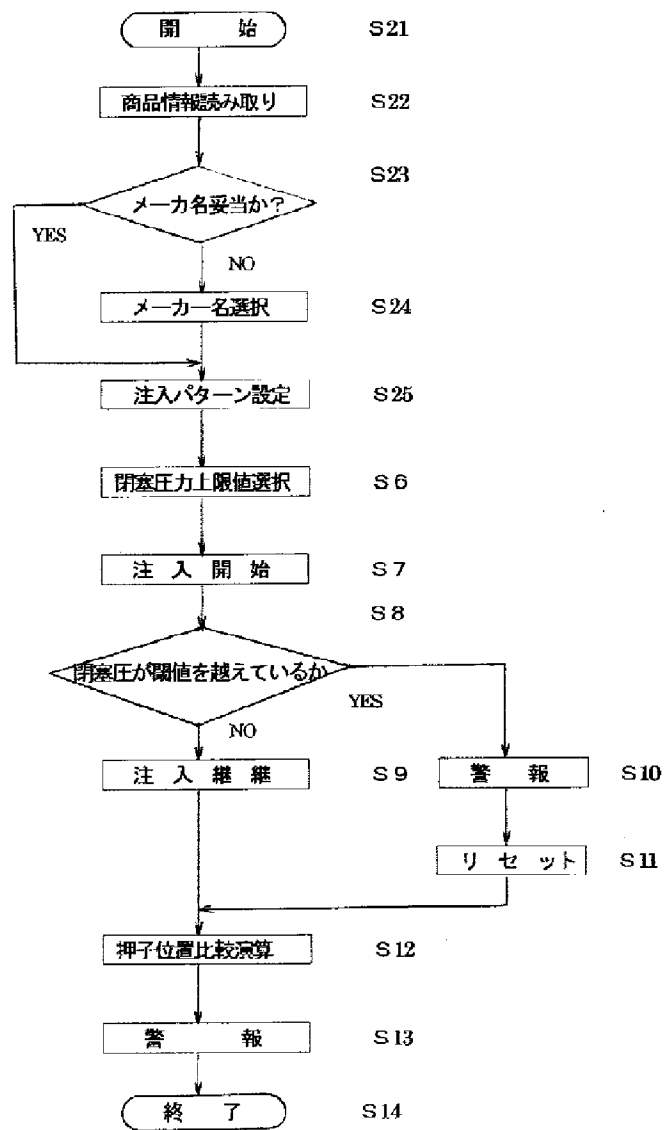 開 始 S21
商品情報読み取り S22
S23
メーカ名妥当か?
YES
NO
メーカー名選択 S24
注入パターン設定 S25
閉塞圧力上限値選択 S6
注 入 開 始 S7
S8
閉塞圧が閾値を越えているか
YES
NO
注 入 継 継 S9 警 報 S10
リ セ ッ ト S11
押子位置比較演算 S12
警 報 S13
終 了 S14